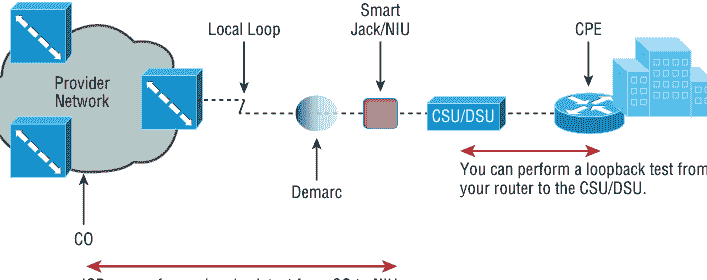 Smart
Jack/NIU
Local Loop
CPE
Provider
Network
CSU/DSU
You can perform a loopback test from
your router to the CSU/DSU.
Demarc
CO